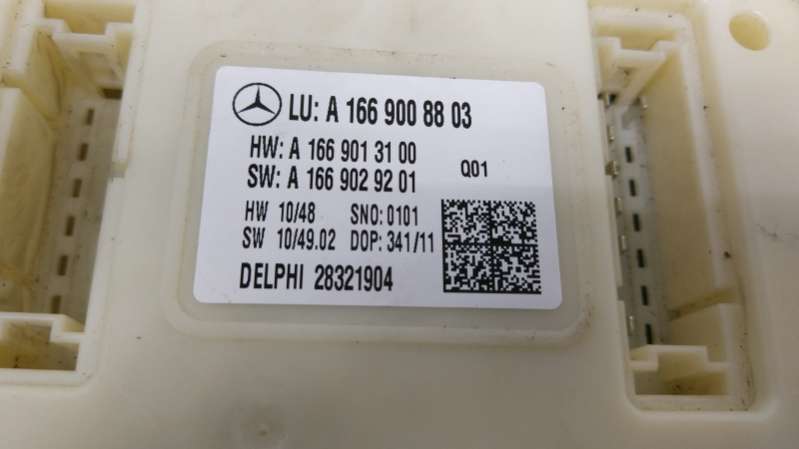 LU: A 166 900 88 03
HW: A 166 901 31 00
SW: A 166 902 92 01
Q01
HW 10/48 SNO: 0101
SW 10/49.02 DOP: 341/11
DELPHI 28321904